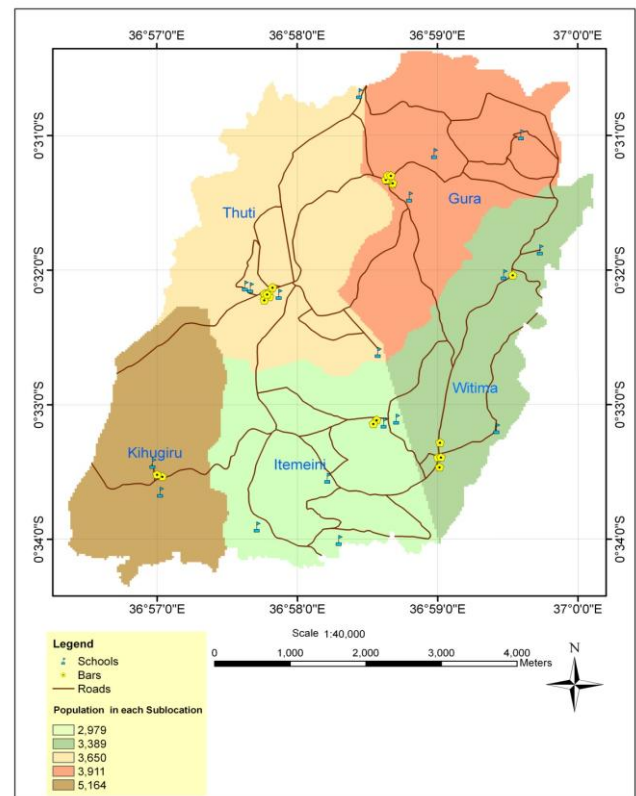 36°57'0"E 36°58'0"E 36°59'0"E 37°0'0"E
0°31'0"S 0°31'0"S
Gura
Thuti
0°32'0"S 0°32'0"S
0°33'0"S 0°33'0"S
Witima
Kihugiru
Itemeini
0°34'0"S 0°34'0"S
36°57'0"E 36°58'0"E 36°59'0"E 37°0'0"E
Scale 1:40,000
0 1,000 2,000 3,000 4,000
Meters
N
Legend
Schools
Bars
Roads
Population in each Sublocation
2,979
3,389
3,650
3,911
5,164